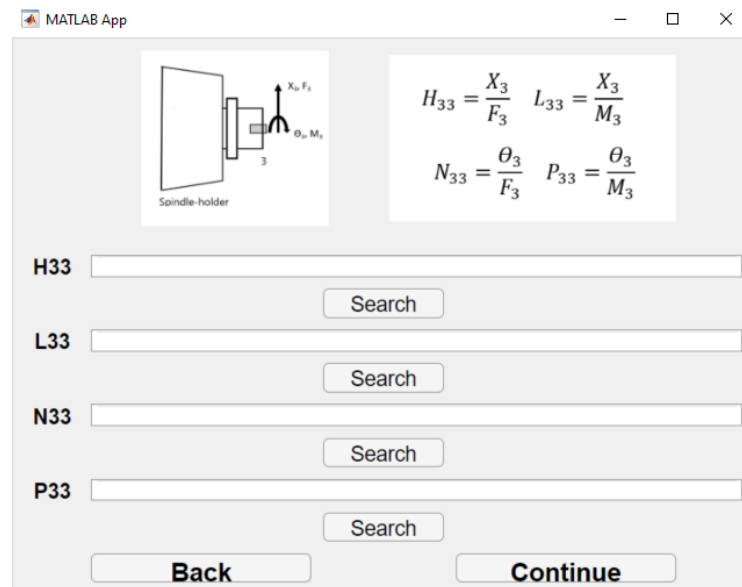 MATLAB App
X₃, F₃
Θ₃, M₃
3
Spindle-holder
H₃₃ = X₃/F₃ L₃₃ = X₃/M₃
N₃₃ = Θ₃/F₃ P₃₃ = Θ₃/M₃
H33
Search
L33
Search
N33
Search
P33
Search
Back Continue